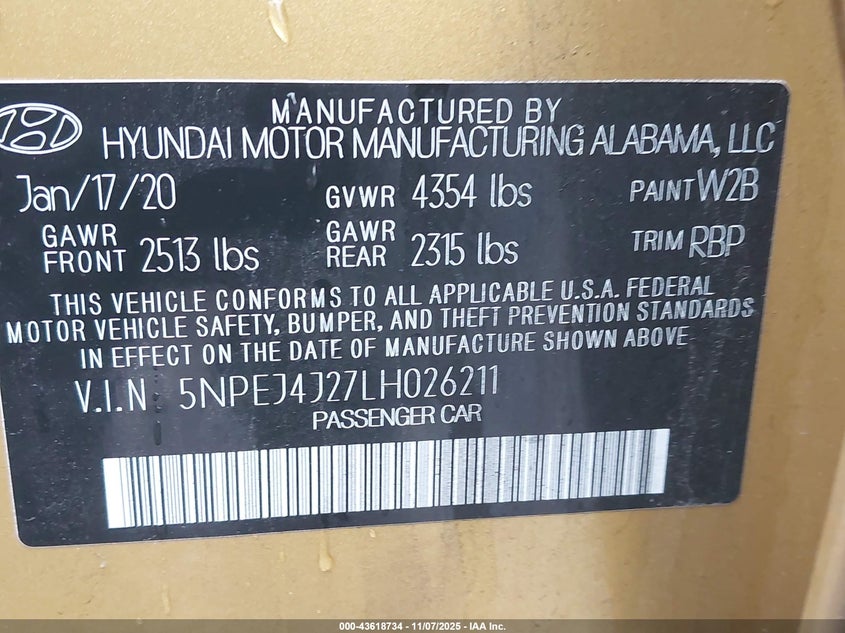 MANUFACTURED BY
HYUNDAI MOTOR MANUFACTURING ALABAMA, LLC
Jan/17/20 GVWR 4354 lbs PAINT W2B
GAWR FRONT 2513 lbs GAWR REAR 2315 lbs TRIM RBP
THIS VEHICLE CONFORMS TO ALL APPLICABLE U.S.A. FEDERAL
MOTOR VEHICLE SAFETY, BUMPER, AND THEFT PREVENTION STANDARDS
IN EFFECT ON THE DATE OF MANUFACTURE SHOWN ABOVE
V.I.N: 5NPEJ4J27LH026211
PASSENGER CAR
000-43618734 - 11/07/2025 - IAA Inc.